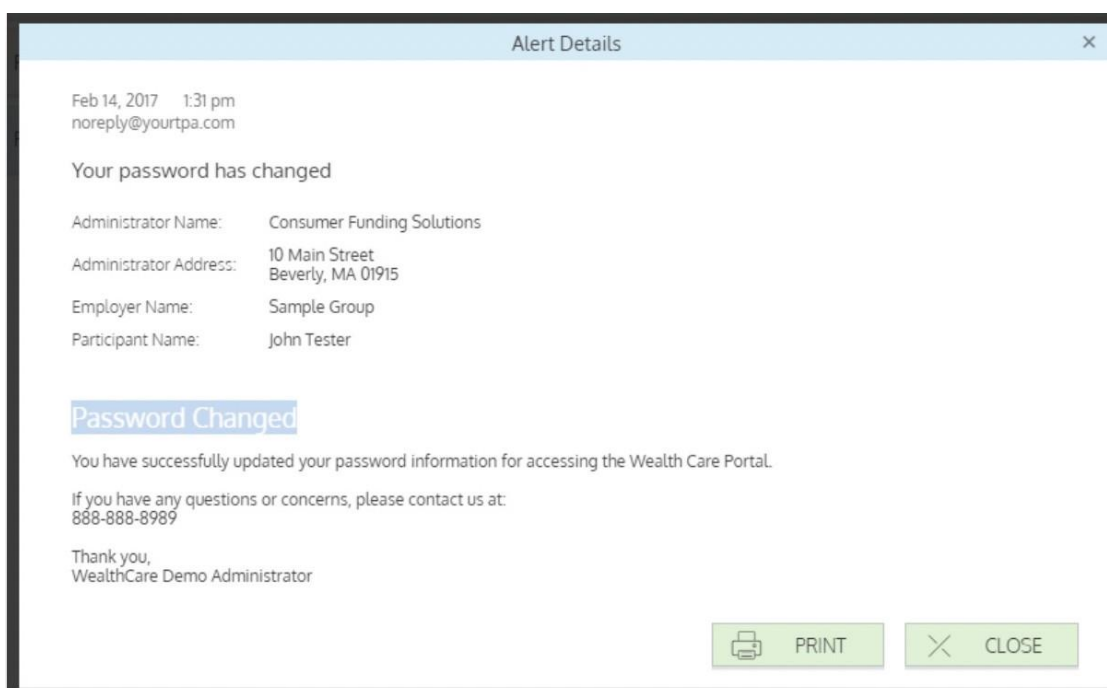 Alert Details
Feb 14, 2017 1:31 pm
noreply@yourtpa.com
Your password has changed
Administrator Name: Consumer Funding Solutions
Administrator Address: 10 Main Street
Beverly, MA 01915
Employer Name: Sample Group
Participant Name: John Tester
Password Changed
You have successfully updated your password information for accessing the Wealth Care Portal.
If you have any questions or concerns, please contact us at:
888-888-8989
Thank you,
WealthCare Demo Administrator
PRINT CLOSE